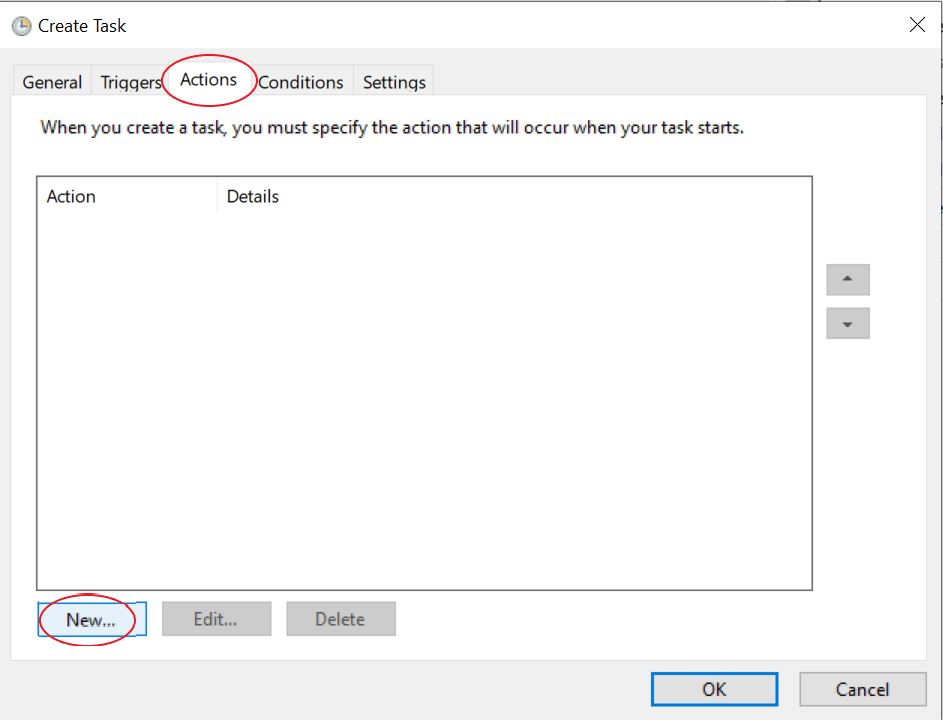 Create Task
General Triggers Actions Conditions Settings
When you create a task, you must specify the action that will occur when your task starts.
Action Details
New... Edit... Delete
OK Cancel